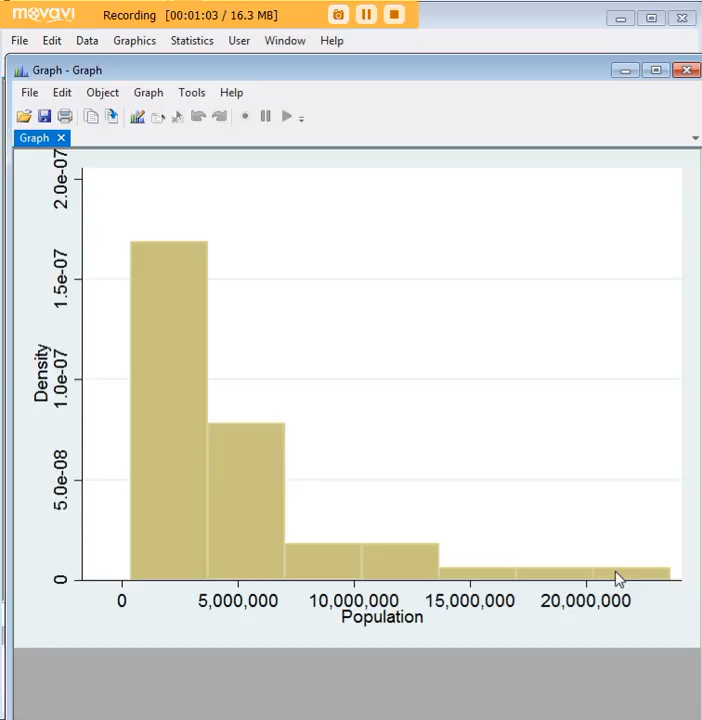 movavi Recording [00:01:03 / 16.3 MB]
File Edit Data Graphics Statistics User Window Help
Graph - Graph
File Edit Object Graph Tools Help
Graph
2.0e-07
1.5e-07
1.0e-07
5.0e-08
0
Density
0 5,000,000 10,000,000 15,000,000 20,000,000
Population